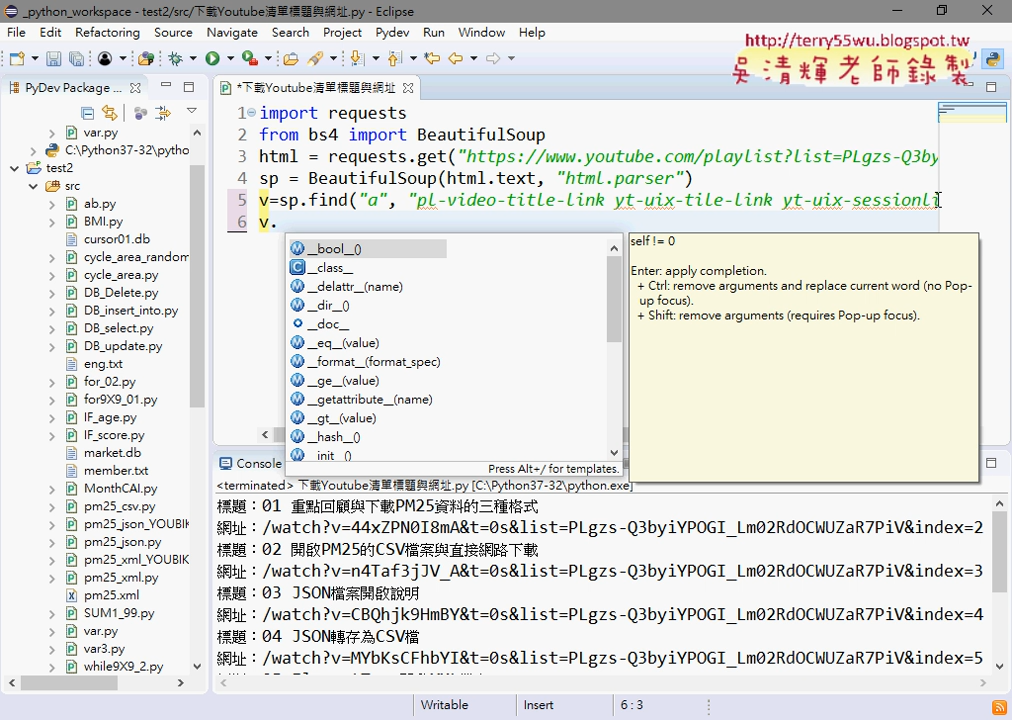 _python_workspace - test2/src/下載Youtube清單標題與網址.py - Eclipse
File Edit Refactoring Source Navigate Search Project Pydev Run Window Help
http://terry55wu.blogspot.tw
吳清輝老師錄製
PyDev Package ...
*下載Youtube清單標題與網址
var.py
C:\Python37-32\pytho
test2
src
ab.py
BMI.py
cursor01.db
cycle_area_random
cycle_area.py
DB_Delete.py
DB_insert_into.py
DB_select.py
DB_update.py
eng.txt
for_02.py
for9X9_01.py
IF_age.py
IF_score.py
market.db
member.txt
MonthCAI.py
pm25_csv.py
pm25_json_YOUBIK
pm25_json.py
pm25_xml_YOUBIK
pm25_xml.py
pm25.xml
SUM1_99.py
var.py
var3.py
while9X9_2.py
1 import requests
2 from bs4 import BeautifulSoup
3 html = requests.get("https://www.youtube.com/playlist?list=PLgzs-Q3by
4 sp = BeautifulSoup(html.text, "html.parser")
5 v=sp.find("a", "pl-video-title-link yt-uix-tile-link yt-uix-sessionli
6 v.
__bool__()
__class__
__delattr__(name)
__dir__()
__doc__
__eq__(value)
__format__(format_spec)
__ge__(value)
__getattribute__(name)
__gt__(value)
__hash__()
__init__()
Press Alt+/ for templates.
self != 0
Enter: apply completion.
+ Ctrl: remove arguments and replace current word (no Pop-
up focus).
+ Shift: remove arguments (requires Pop-up focus).
Console
<terminated> 下載Youtube清單標題與網址.py [C:\Python37-32\python.exe]
標題：01 重點回顧與下載PM25資料的三種格式
網址：/watch?v=44xZPN0I8mA&t=0s&list=PLgzs-Q3byiYPOGI_Lm02RdOCWUZaR7PiV&index=2
標題：02 開啟PM25的CSV檔案與直接網路下載
網址：/watch?v=n4Taf3jJV_A&t=0s&list=PLgzs-Q3byiYPOGI_Lm02RdOCWUZaR7PiV&index=3
標題：03 JSON檔案開啟說明
網址：/watch?v=CBQhjk9HmBY&t=0s&list=PLgzs-Q3byiYPOGI_Lm02RdOCWUZaR7PiV&index=4
標題：04 JSON轉存為CSV檔
網址：/watch?v=MYbKsCFhbYI&t=0s&list=PLgzs-Q3byiYPOGI_Lm02RdOCWUZaR7PiV&index=5
Writable Insert 6 : 3